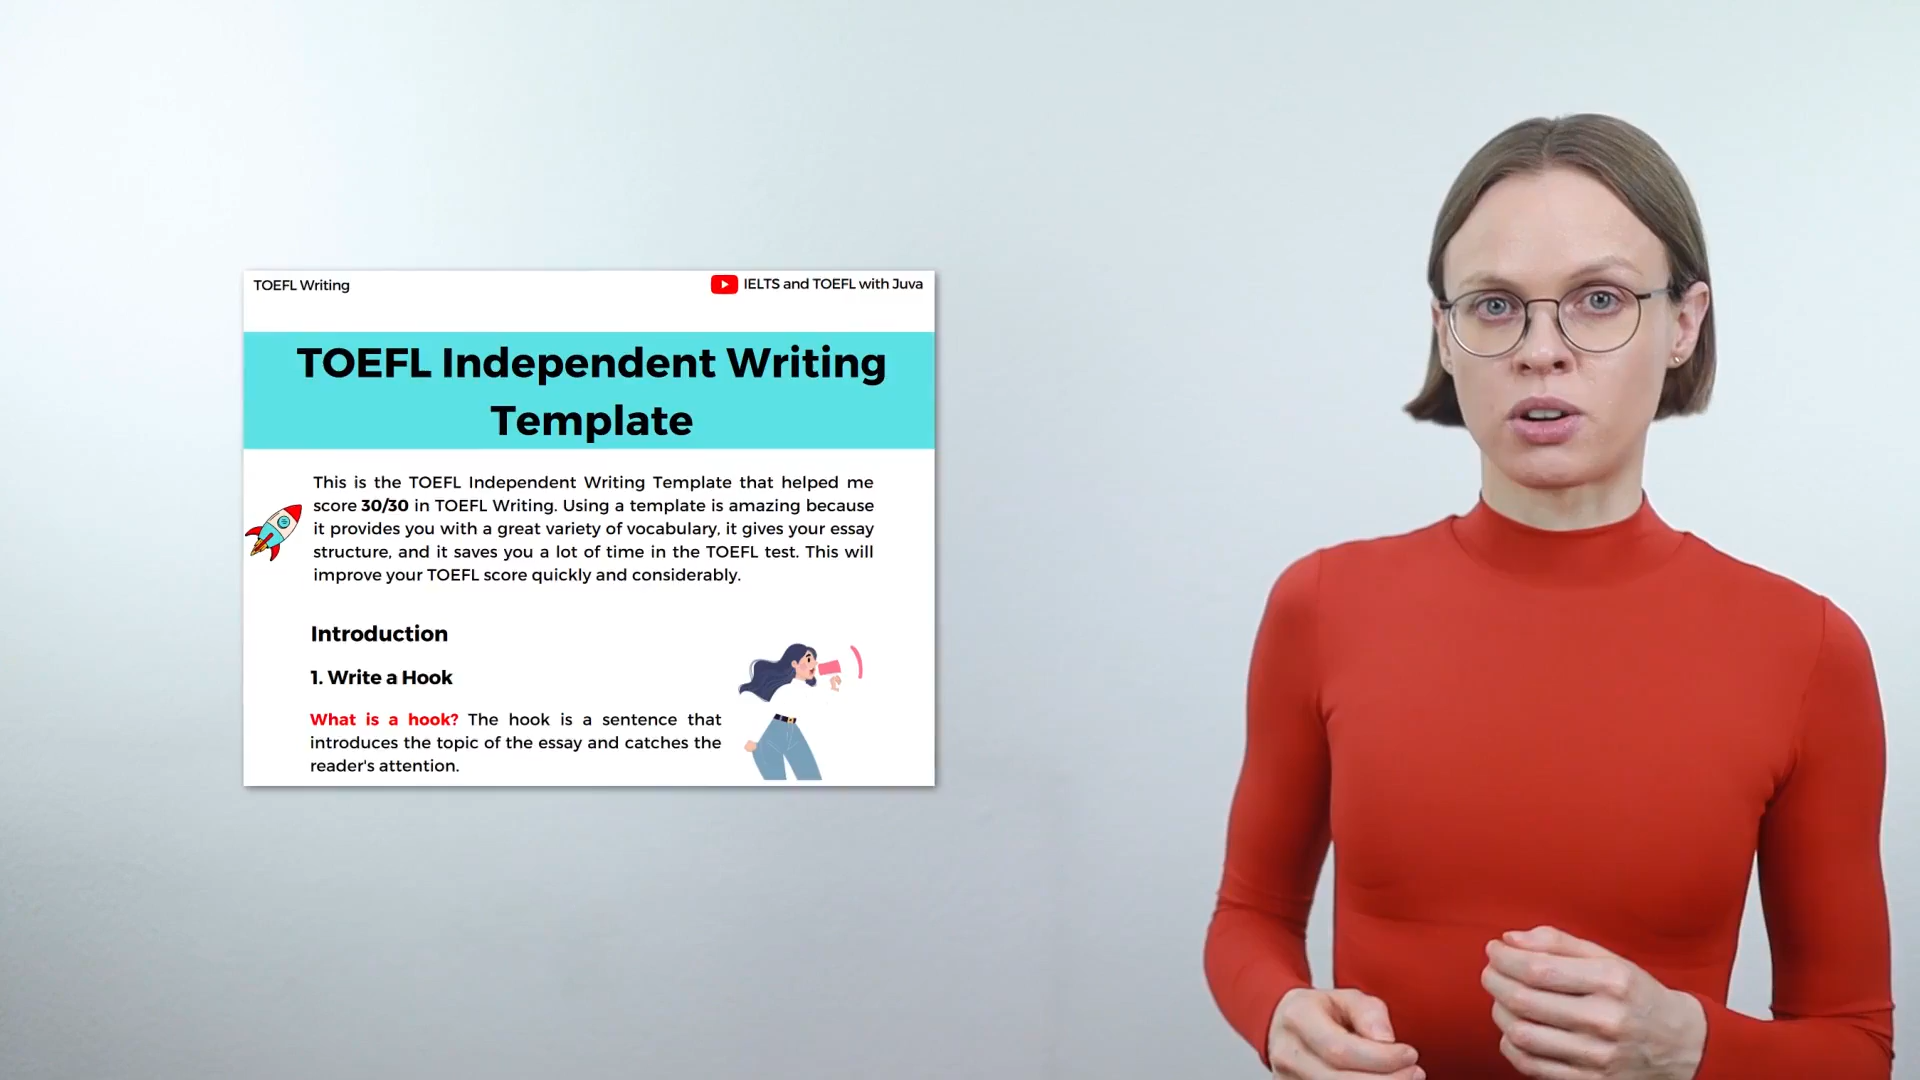 TOEFL Writing
IELTS and TOEFL with Juva
TOEFL Independent Writing
Template
This is the TOEFL Independent Writing Template that helped me
score 30/30 in TOEFL Writing. Using a template is amazing because
it provides you with a great variety of vocabulary, it gives your essay
structure, and it saves you a lot of time in the TOEFL test. This will
improve your TOEFL score quickly and considerably.
Introduction
1. Write a Hook
What is a hook? The hook is a sentence that
introduces the topic of the essay and catches the
reader's attention.